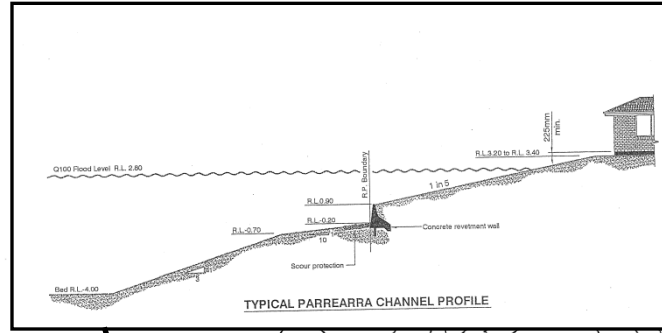 225mm
min.
R.L.3.20 to R.L. 3.40
Q100 Flood Level R.L. 2.80
R.P. Boundary
1 in 5
R.L.0.90
R.L-0.20
Concrete revetment wall
R.L-0.70
10
Scour protection
5
Bed R.L.-4.00
TYPICAL PARREARRA CHANNEL PROFILE